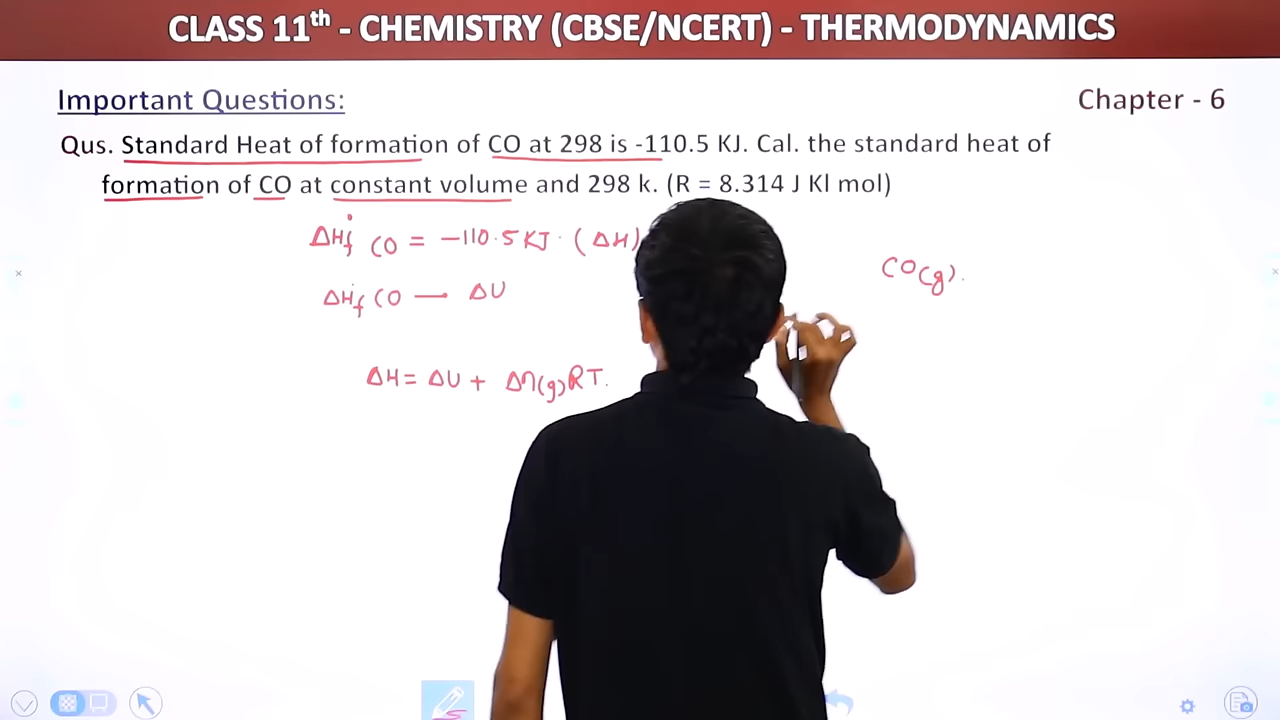 CLASS 11th - CHEMISTRY (CBSE/NCERT) - THERMODYNAMICS
Important Questions:
Chapter - 6
Qus. Standard Heat of formation of CO at 298 is -110.5 KJ. Cal. the standard heat of
formation of CO at constant volume and 298 k. (R = 8.314 J Kl mol)
ΔH°f CO = -110.5 KJ. (ΔH)
CO(g).
ΔH°f CO — ΔU
ΔH = ΔU + Δn(g)RT.